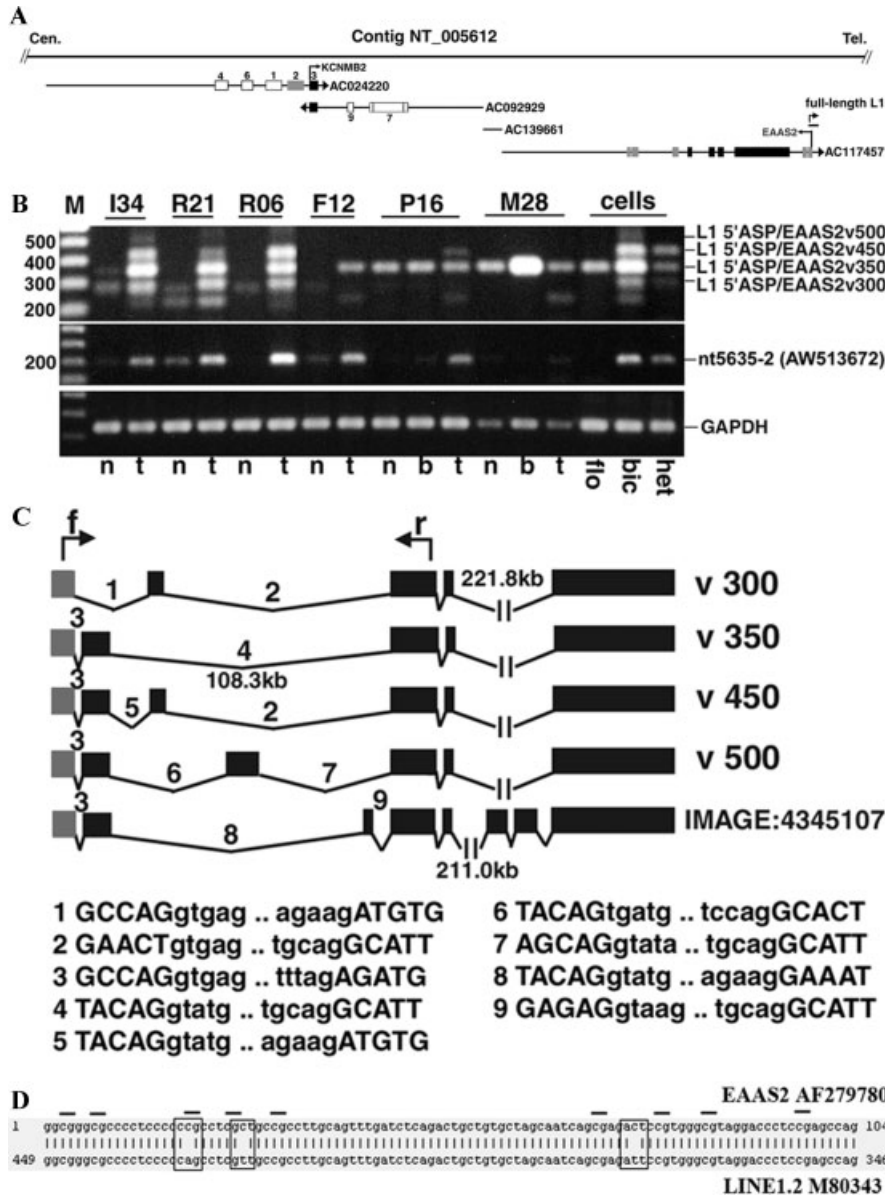 A
Cen. Contig NT_005612 Tel.
KCNMB2
4 6 1 2 3 AC024220
full-length L1
9 7 AC092929
AC139661
EAAS2
AC117457
B M I34 R21 R06 F12 P16 M28 cells
500 L1 5'ASP/EAAS2v500
L1 5'ASP/EAAS2v450
400 L1 5'ASP/EAAS2v350
300 L1 5'ASP/EAAS2v300
200
200 nt5635-2 (AW513672)
GAPDH
n t n t n t n t n b t n b t flo bic het
C f r
1 2 221.8kb v 300
3 4 v 350
108.3kb
3 5 2 v 450
3 6 7 v 500
3 8 9 IMAGE:4345107
211.0kb
1 GCCAGgtgag .. agaagATGTG
2 GAACTgtgag .. tgcagGCATT
3 GCCAGgtgag .. tttagAGATG
4 TACAGgtatg .. tgcagGCATT
5 TACAGgtatg .. agaagATGTG
6 TACAGtgatg .. tccagGCACT
7 AGCAGgtata .. tgcagGCATT
8 TACAGgtatg .. agaagGAAAT
9 GAGAGgtaag .. tgcagGCATT
D EAAS2 AF279780
1 ggcgggcgcccctcccccccgcctcgctgccgccttgcagtttgatctcagactgctgtgctagcaatcagcgagactccgtgggcgtaggaccctccgagccag 104
449 ggcgggcgcccctcccccagcctcgttgccgccttgcagtttgatctcagactgctgtgctagcaatcagcgagattccgtgggcgtaggaccctccgagccag 346
LINE1.2 M80343